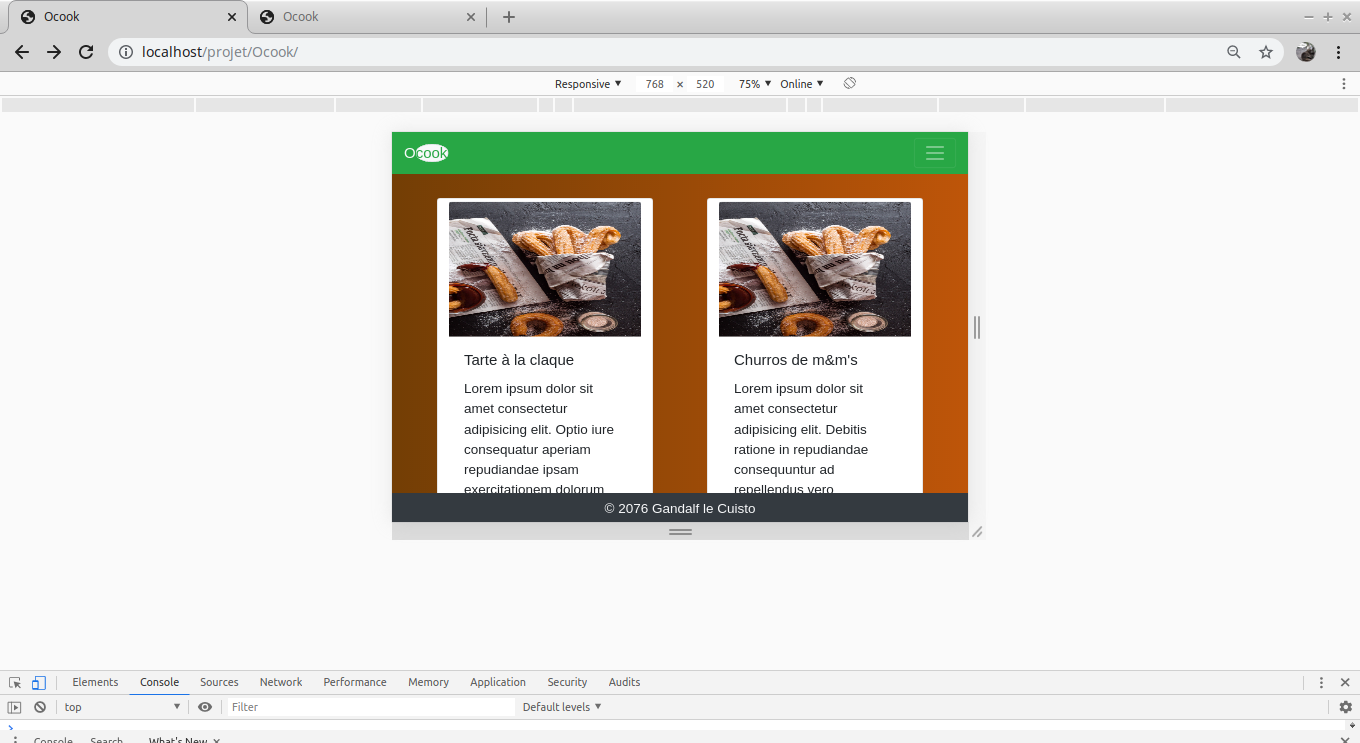 Ocook
Ocook
localhost/projet/Ocook/
Responsive 768 × 520 75% Online
Ocook
Tarte à la claque
Lorem ipsum dolor sit
amet consectetur
adipisicing elit. Optio iure
consequatur aperiam
repudiandae ipsam
exercitationem dolorum
Churros de m&m's
Lorem ipsum dolor sit
amet consectetur
adipisicing elit. Debitis
ratione in repudiandae
consequuntur ad
repellendus vero
© 2076 Gandalf le Cuisto
Elements Console Sources Network Performance Memory Application Security Audits
top Filter Default levels
Console Search What's New